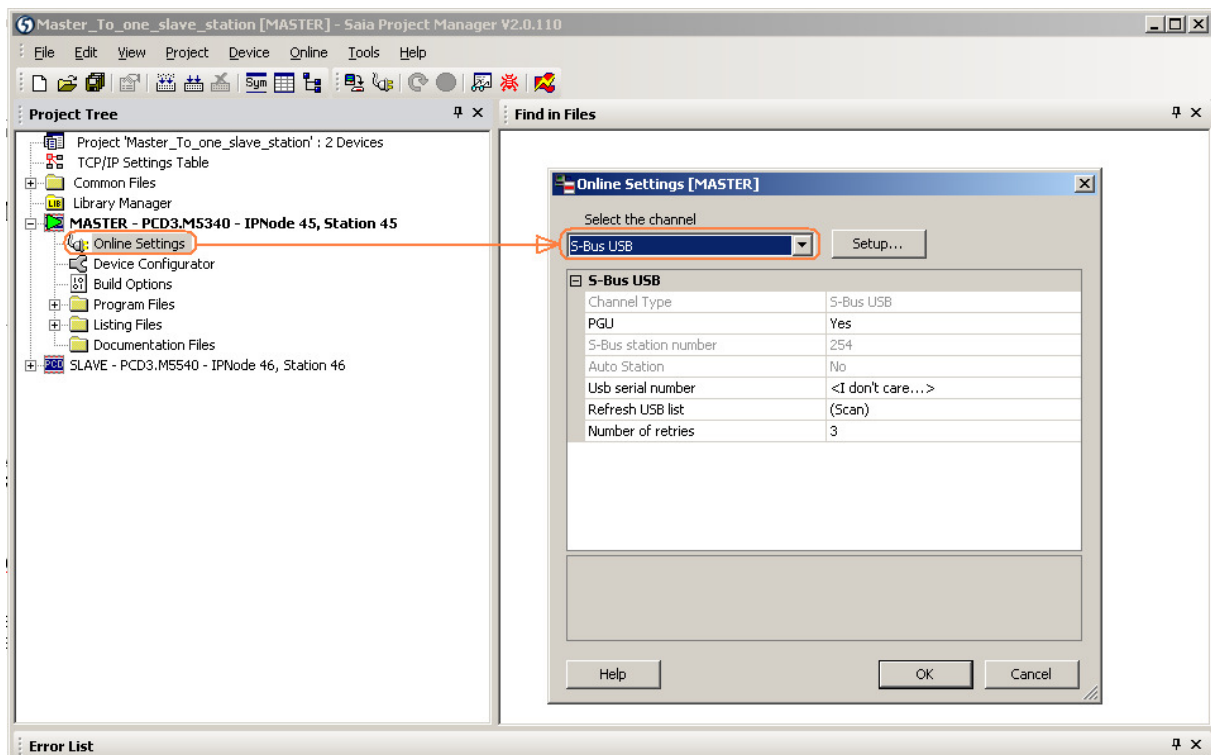 Master_To_one_slave_station [MASTER] - Saia Project Manager V2.0.110
File Edit View Project Device Online Tools Help
Sym
Project Tree
Project 'Master_To_one_slave_station' : 2 Devices
TCP/IP Settings Table
Common Files
LIB Library Manager
MASTER - PCD3.M5340 - IPNode 45, Station 45
Online Settings
Device Configurator
Build Options
Program Files
Listing Files
Documentation Files
PCD SLAVE - PCD3.M5540 - IPNode 46, Station 46
Find in Files
Online Settings [MASTER]
Select the channel
S-Bus USB Setup...
S-Bus USB
Channel Type S-Bus USB
PGU Yes
S-Bus station number 254
Auto Station No
Usb serial number <I don't care...>
Refresh USB list (Scan)
Number of retries 3
Help OK Cancel
Error List